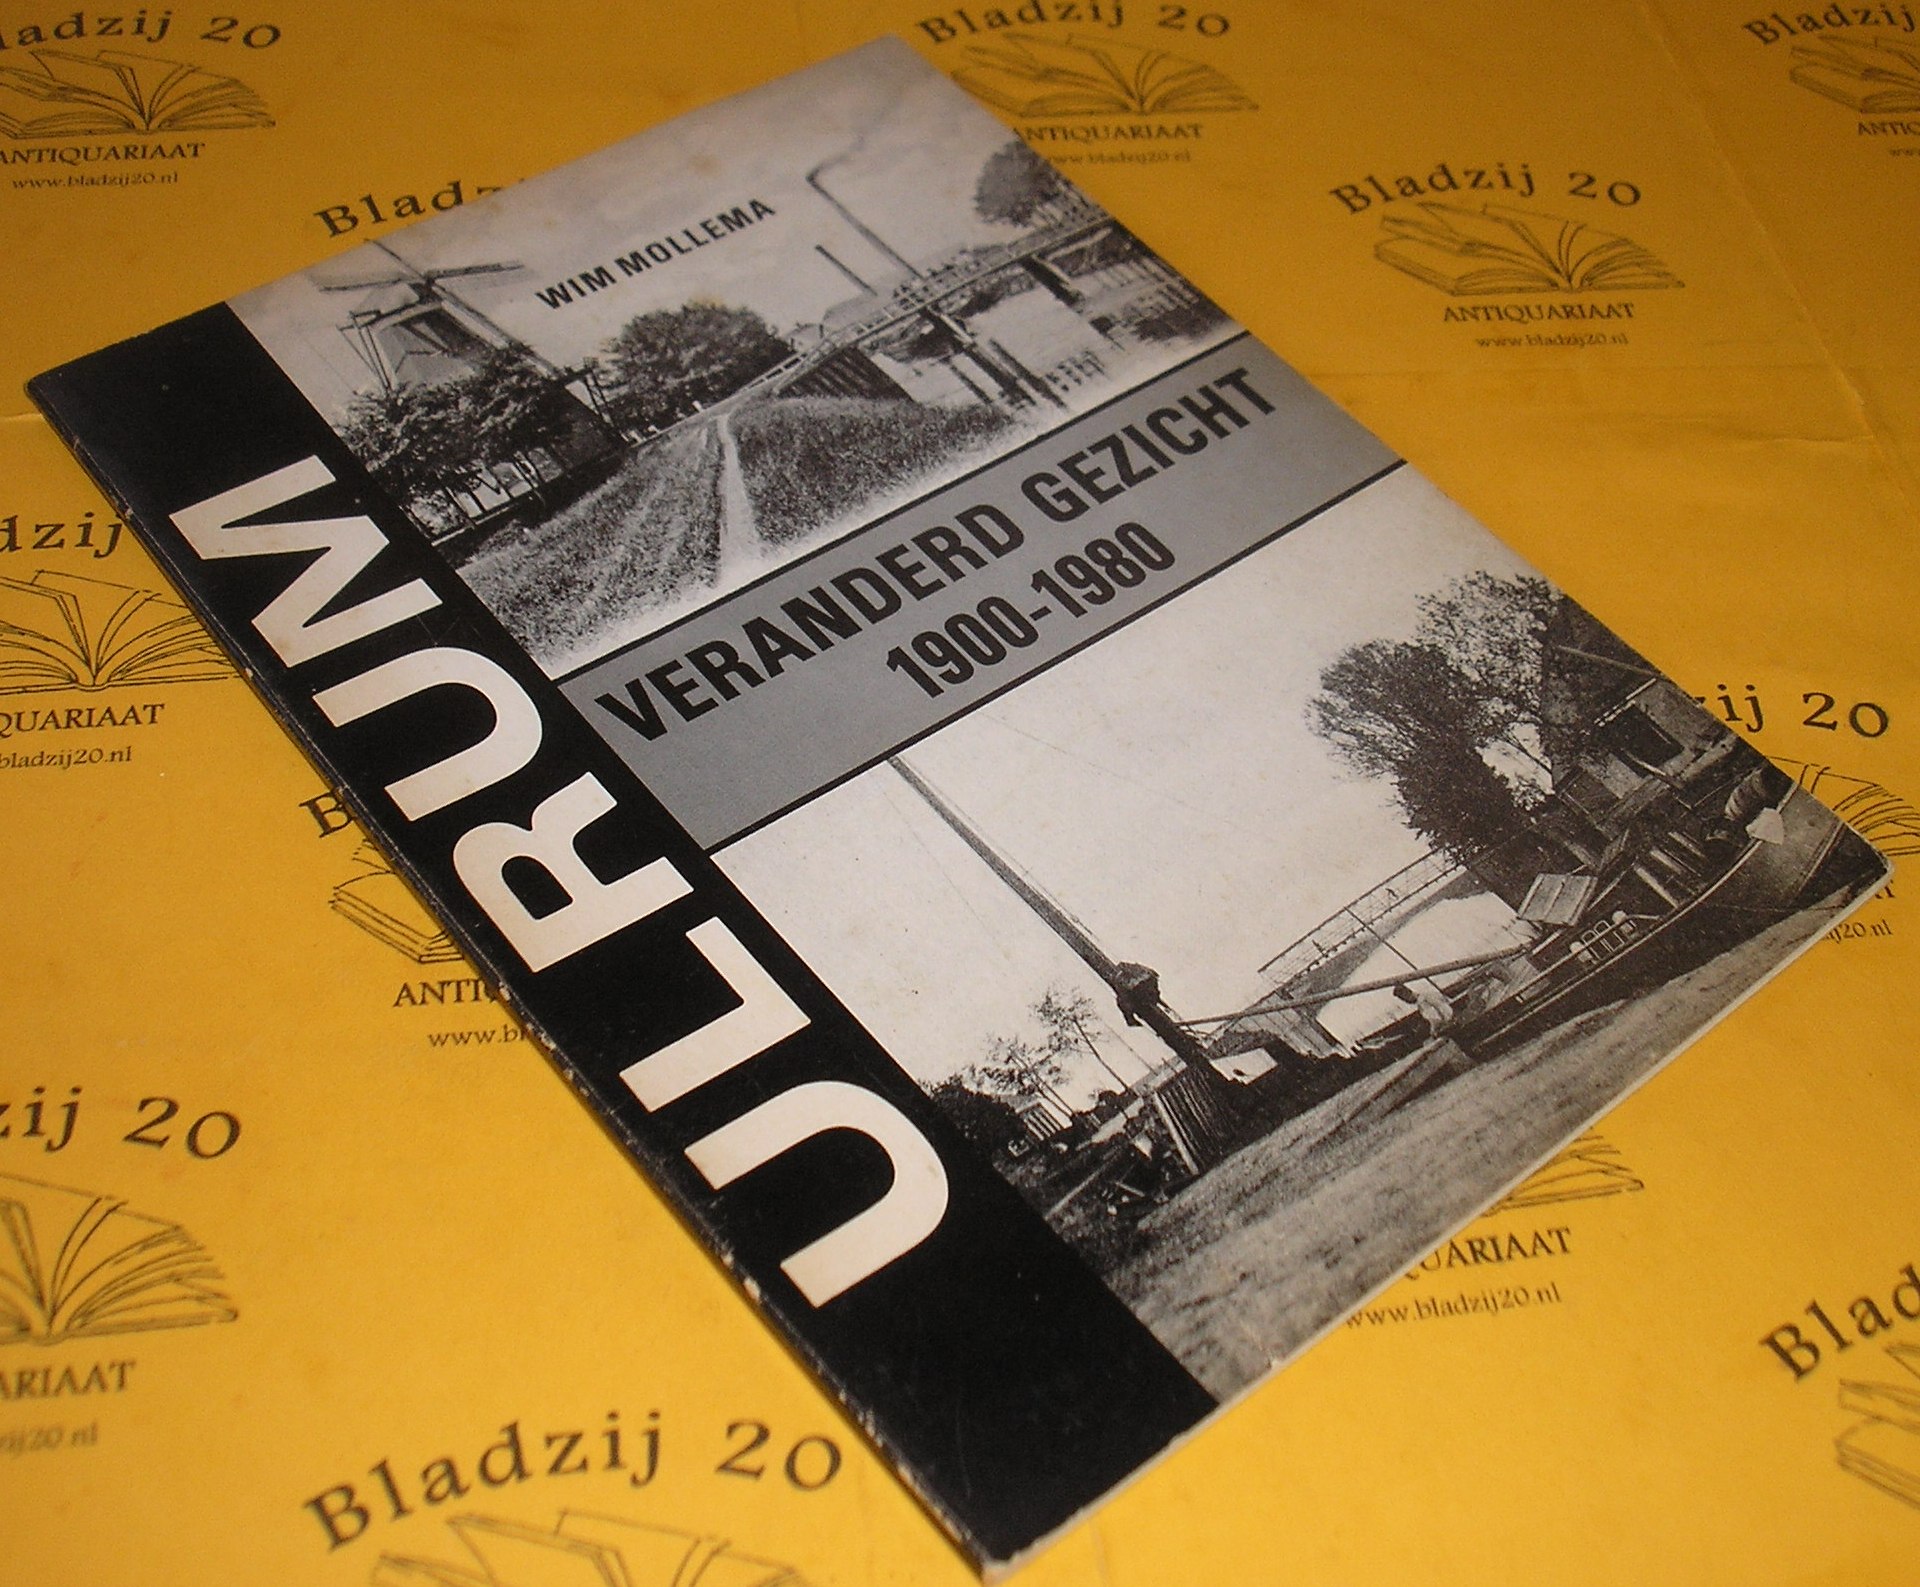 WIM MOLLEMA
VERANDERD GEZICHT
1900-1980
ULRUM
Bladzij 20
ANTIQUARIAAT
www.bladzij20.nl
Bladzij 20
ANTIQUARIAAT
www.bladzij20.nl
Bladzij 20
ANTIQUARIAAT
www.bladzij20.nl
Bladzij 20